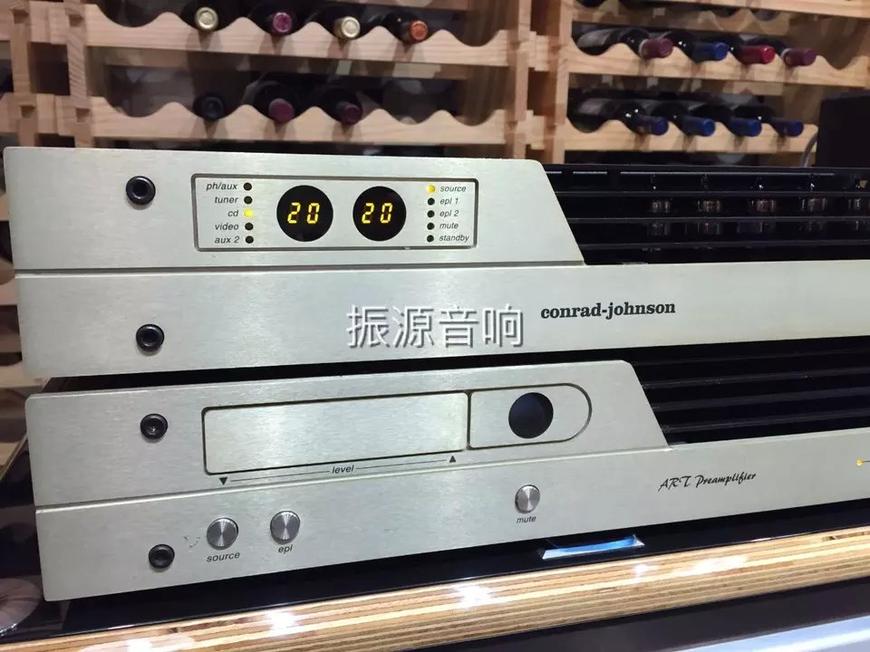 ph/aux
tuner
cd
video
aux 2
20 20
source
epl 1
epl 2
mute
standby
conrad-johnson
振源音响
level
ART Preamplifier
source
epl
mute